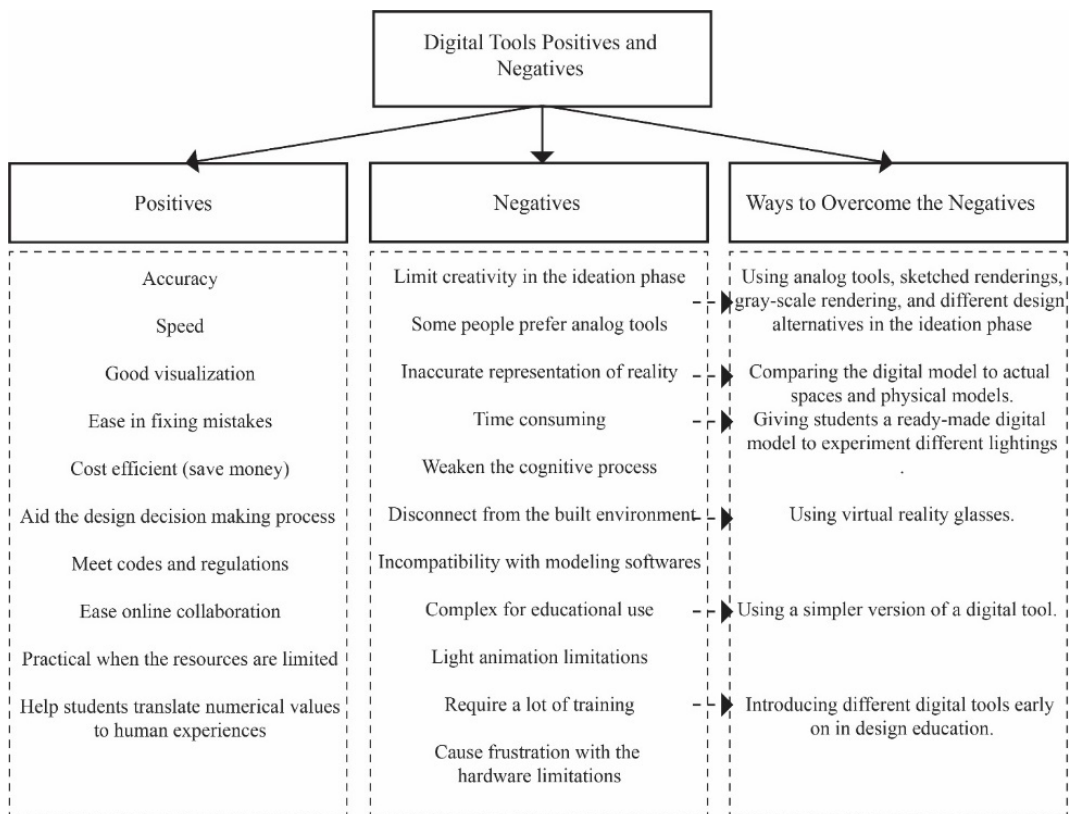 Digital Tools Positives and
Negatives
Positives
Accuracy
Speed
Good visualization
Ease in fixing mistakes
Cost efficient (save money)
Aid the design decision making process
Meet codes and regulations
Ease online collaboration
Practical when the resources are limited
Help students translate numerical values
to human experiences
Negatives
Limit creativity in the ideation phase
Some people prefer analog tools
Inaccurate representation of reality
Time consuming
Weaken the cognitive process
Disconnect from the built environment
Incompatibility with modeling softwares
Complex for educational use
Light animation limitations
Require a lot of training
Cause frustration with the
hardware limitations
Ways to Overcome the Negatives
Using analog tools, sketched renderings,
gray-scale rendering, and different design
alternatives in the ideation phase
Comparing the digital model to actual
spaces and physical models.
Giving students a ready-made digital
model to experiment different lightings
.
Using virtual reality glasses.
Using a simpler version of a digital tool.
Introducing different digital tools early
on in design education.